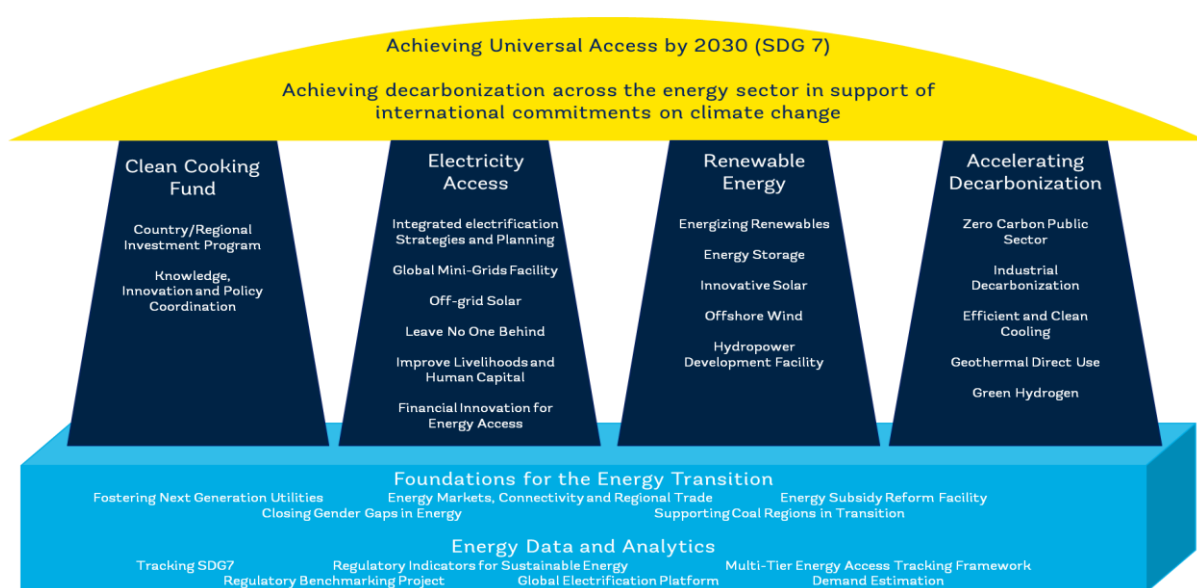 Achieving Universal Access by 2030 (SDG 7)
Achieving decarbonization across the energy sector in support of
international commitments on climate change
Clean Cooking
Fund
Country/Regional
Investment Program
Knowledge,
Innovation and Policy
Coordination
Electricity
Access
Integrated electrification
Strategies and Planning
Global Mini-Grids Facility
Off-grid Solar
Leave No One Behind
Improve Livelihoods and
Human Capital
Financial Innovation for
Energy Access
Renewable
Energy
Energizing Renewables
Energy Storage
Innovative Solar
Offshore Wind
Hydropower
Development Facility
Accelerating
Decarbonization
Zero Carbon Public
Sector
Industrial
Decarbonization
Efficient and Clean
Cooling
Geothermal Direct Use
Green Hydrogen
Foundations for the Energy Transition
Fostering Next Generation Utilities Energy Markets, Connectivity and Regional Trade Energy Subsidy Reform Facility
Closing Gender Gaps in Energy Supporting Coal Regions in Transition
Energy Data and Analytics
Tracking SDG7 Regulatory Indicators for Sustainable Energy Multi-Tier Energy Access Tracking Framework
Regulatory Benchmarking Project Global Electrification Platform Demand Estimation